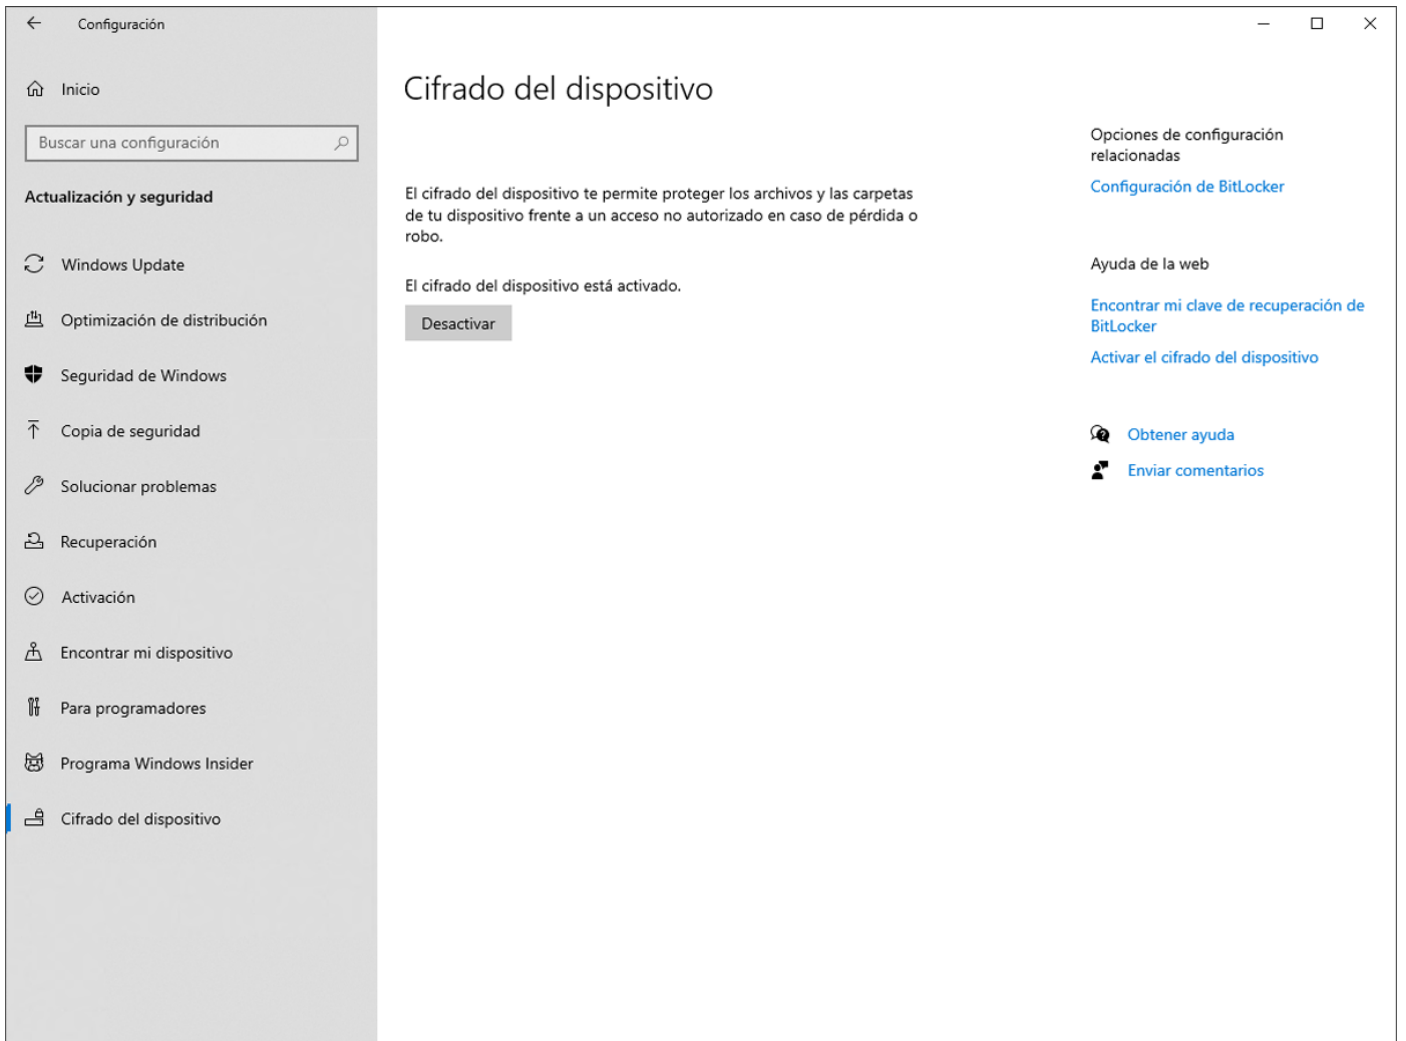 Configuración
Inicio
Buscar una configuración
Actualización y seguridad
Windows Update
Optimización de distribución
Seguridad de Windows
Copia de seguridad
Solucionar problemas
Recuperación
Activación
Encontrar mi dispositivo
Para programadores
Programa Windows Insider
Cifrado del dispositivo
Cifrado del dispositivo
El cifrado del dispositivo te permite proteger los archivos y las carpetas
de tu dispositivo frente a un acceso no autorizado en caso de pérdida o
robo.
El cifrado del dispositivo está activado.
Desactivar
Opciones de configuración
relacionadas
Configuración de BitLocker
Ayuda de la web
Encontrar mi clave de recuperación de
BitLocker
Activar el cifrado del dispositivo
Obtener ayuda
Enviar comentarios